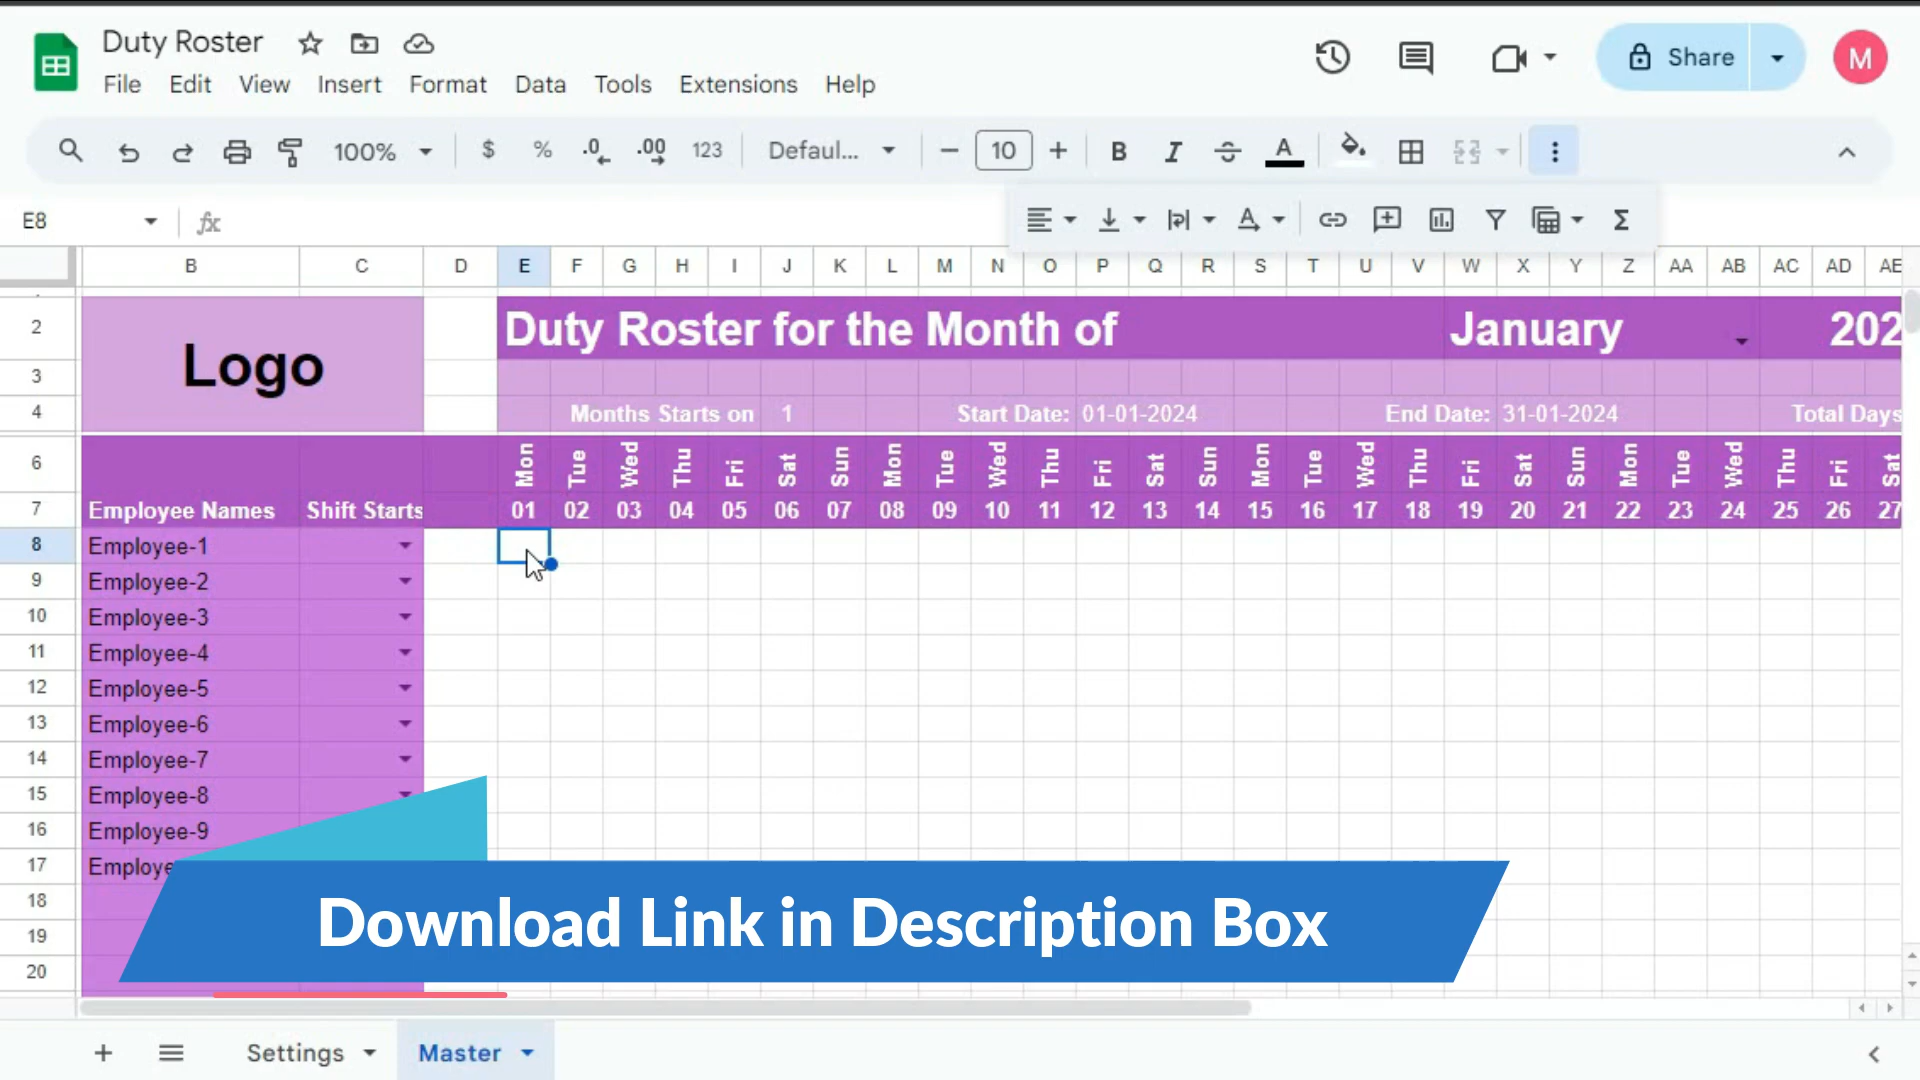 Duty Roster
File Edit View Insert Format Data Tools Extensions Help
Share
M
100% $ % .0 .00 123 Defaul... 10 B I A
E8 fx
B C D E F G H I J K L M N O P Q R S T U V W X Y Z AA AB AC AD AE
2 Logo Duty Roster for the Month of January 202
3
4 Months Starts on 1 Start Date: 01-01-2024 End Date: 31-01-2024 Total Days
6 Mon Tue Wed Thu Fri Sat Sun Mon Tue Wed Thu Fri Sat Sun Mon Tue Wed Thu Fri Sat Sun Mon Tue Wed Thu Fri Sat
7 Employee Names Shift Starts 01 02 03 04 05 06 07 08 09 10 11 12 13 14 15 16 17 18 19 20 21 22 23 24 25 26 27
8 Employee-1
9 Employee-2
10 Employee-3
11 Employee-4
12 Employee-5
13 Employee-6
14 Employee-7
15 Employee-8
16 Employee-9
17 Employe
18
19
20
Download Link in Description Box
Settings Master